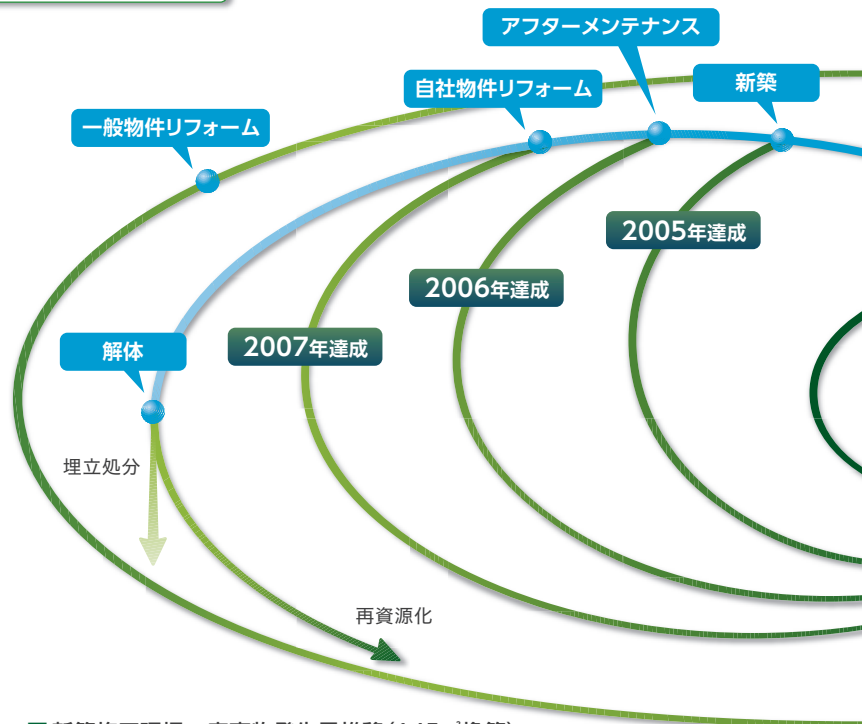 アフターメンテナンス
自社物件リフォーム
新築
一般物件リフォーム
2005年達成
2006年達成
2007年達成
解体
埋立処分
再資源化